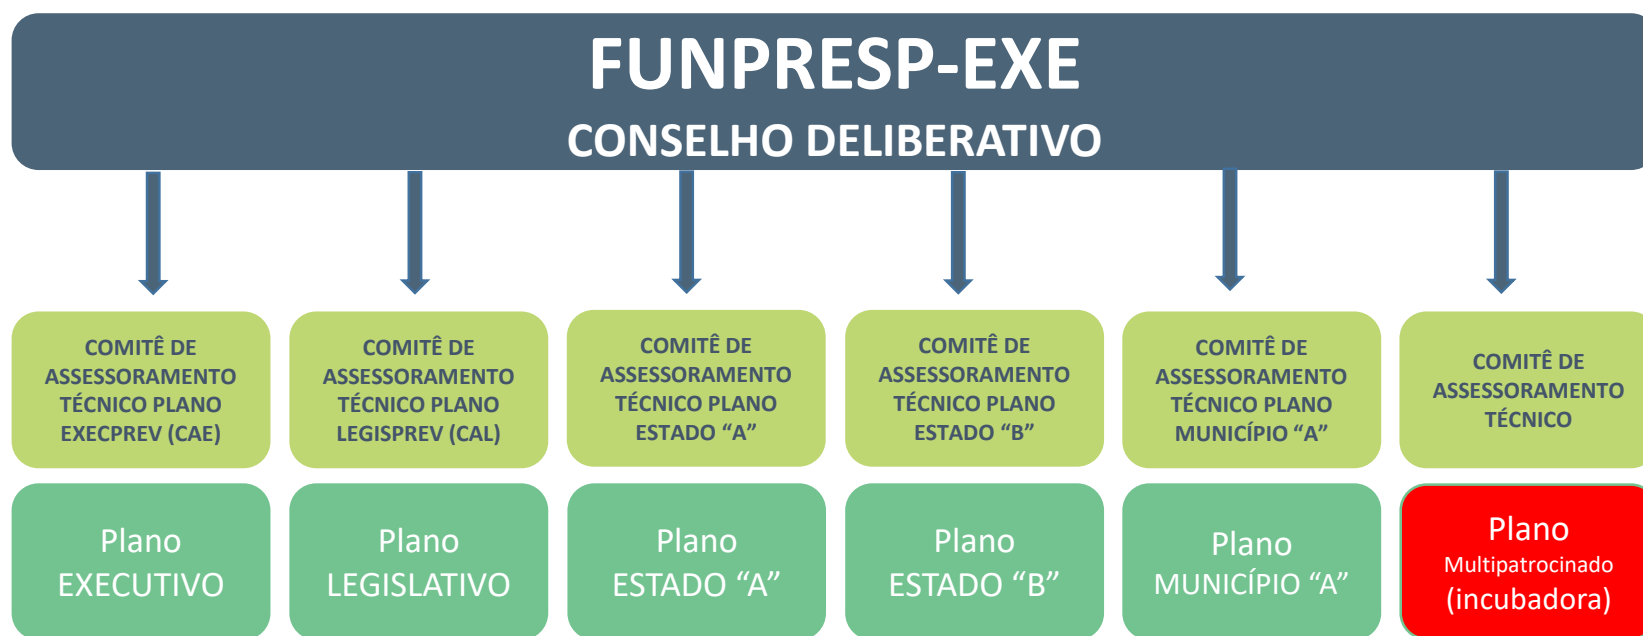 FUNPRESP-EXE
CONSELHO DELIBERATIVO
COMITÊ DE
ASSESSORAMENTO
TÉCNICO PLANO
EXECPREV (CAE)
COMITÊ DE
ASSESSORAMENTO
TÉCNICO PLANO
LEGISPREV (CAL)
COMITÊ DE
ASSESSORAMENTO
TÉCNICO PLANO
ESTADO “A”
COMITÊ DE
ASSESSORAMENTO
TÉCNICO PLANO
ESTADO “B”
COMITÊ DE
ASSESSORAMENTO
TÉCNICO PLANO
MUNICÍPIO “A”
COMITÊ DE
ASSESSORAMENTO
TÉCNICO
Plano
EXECUTIVO
Plano
LEGISLATIVO
Plano
ESTADO “A”
Plano
ESTADO “B”
Plano
MUNICÍPIO “A”
Plano
Multipatrocinado
(incubadora)